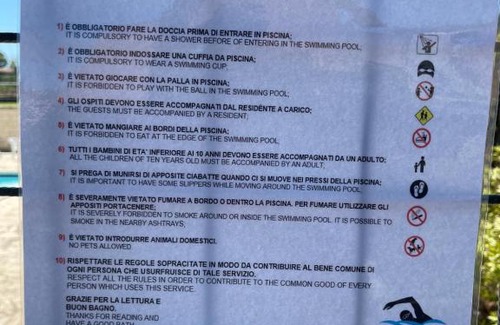 1) È OBBLIGATORIO FARE LA DOCCIA PRIMA DI ENTRARE IN PISCINA;
IT IS COMPULSORY TO HAVE A SHOWER BEFORE OF ENTERING IN THE SWIMMING POOL;
2) È OBBLIGATORIO INDOSSARE UNA CUFFIA DA PISCINA;
IT IS COMPULSORY TO WEAR A SWIMMING CUP;
3) È VIETATO GIOCARE CON LA PALLA IN PISCINA;
IT IS FORBIDDEN TO PLAY WITH THE BALL IN THE SWIMMING POOL;
4) GLI OSPITI DEVONO ESSERE ACCOMPAGNATI DAL RESIDENTE A CARICO;
THE GUESTS MUST BE ACCOMPANIED BY A RESIDENT;
5) È VIETATO MANGIARE AI BORDI DELLA PISCINA;
IT IS FORBIDDEN TO EAT AT THE EDGE OF THE SWIMMING POOL;
6) TUTTI I BAMBINI DI ETA' INFERIORE AI 10 ANNI DEVONO ESSERE ACCOMPAGNATI DA UN ADULTO;
ALL THE CHILDREN OF TEN YEARS OLD MUST BE ACCOMPANIED BY AN ADULT;
7) SI PREGA DI MUNIRSI DI APPOSITE CIABATTE QUANDO CI SI MUOVE NEI PRESSI DELLA PISCINA;
IT IS IMPORTANT TO HAVE SOME SLIPPERS WHILE MOVING AROUND THE SWIMMING POOL;
8) È SEVERAMENTE VIETATO FUMARE A BORDO O DENTRO LA PISCINA. PER FUMARE UTILIZZARE GLI
APPOSITI PORTACENERE;
IT IS SEVERELY FORBIDDEN TO SMOKE AROUND OR INSIDE THE SWIMMING POOL. IT IS POSSIBLE TO
SMOKE IN THE NEARBY ASHTRAYS;
9) È VIETATO INTRODURRE ANIMALI DOMESTICI.
NO PETS ALLOWED
10) RISPETTARE LE REGOLE SOPRACITATE IN MODO DA CONTRIBUIRE AL BENE COMUNE DI
OGNI PERSONA CHE USURFRUISCE DI TALE SERVIZIO.
RESPECT ALL THE RULES IN ORDER TO CONTRIBUTE TO THE COMMON GOOD OF EVERY
PERSON WHICH USES THIS SERVICE.
GRAZIE PER LA LETTURA E
BUON BAGNO,
THANKS FOR READING AND
HAVE A GOOD BATH